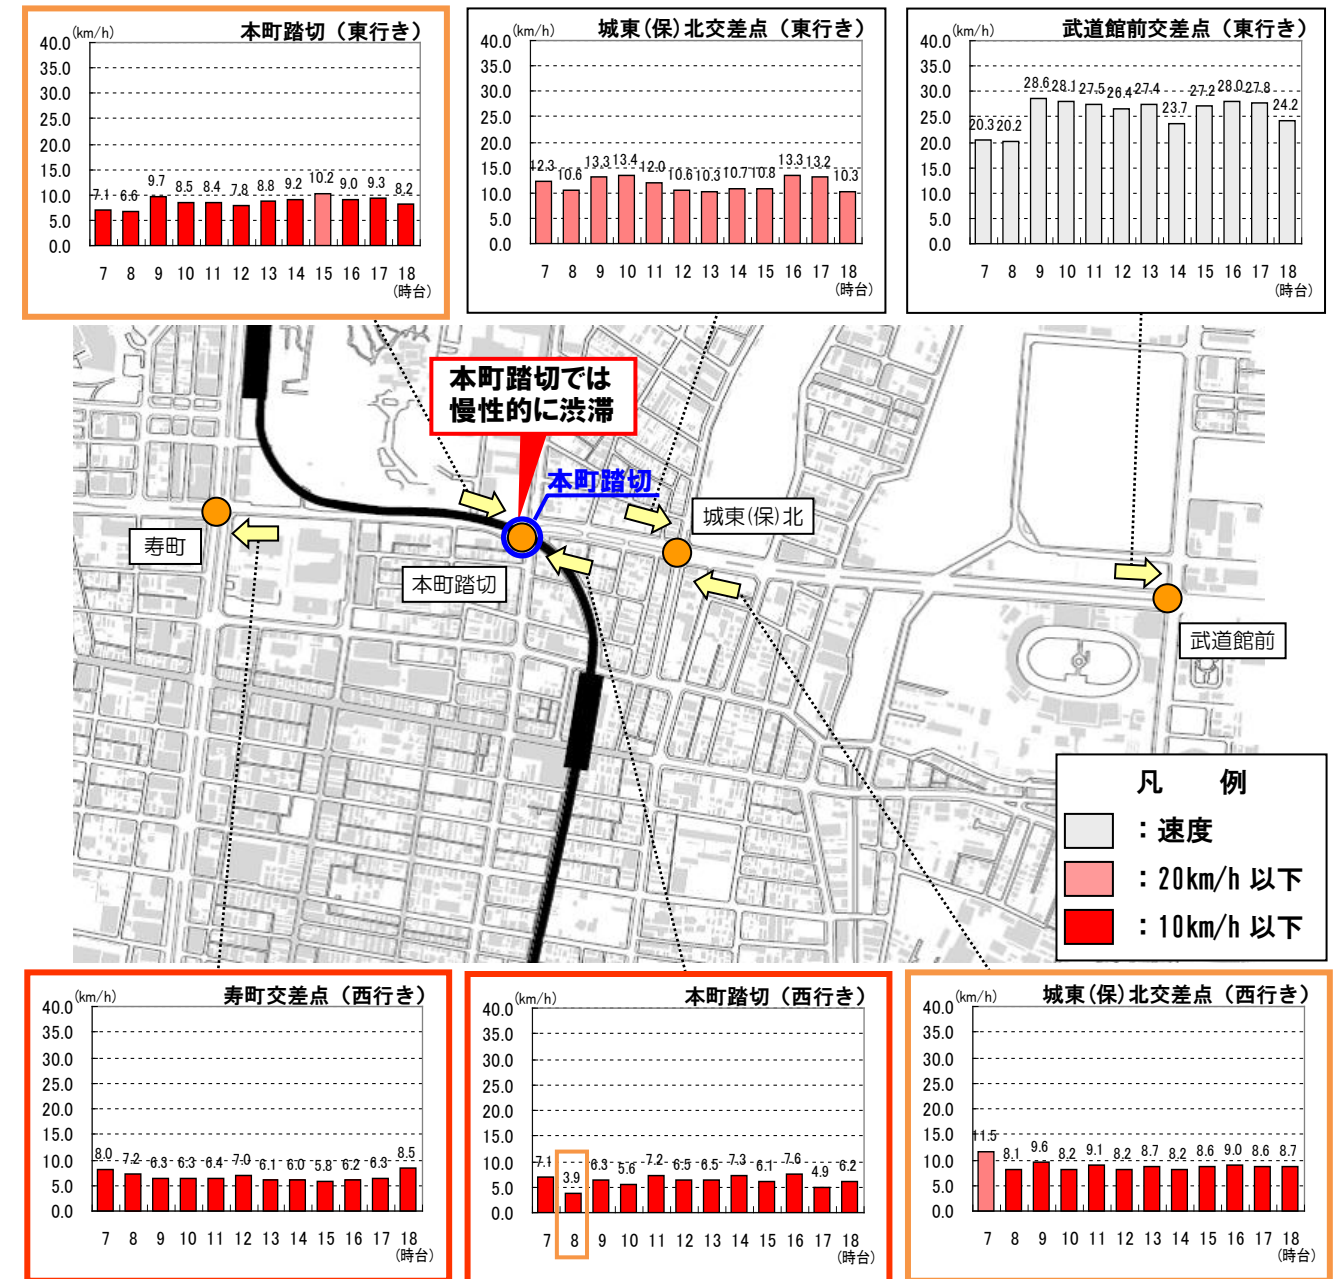 本町踏切（東行き）
(km/h)
40.0
35.0
30.0
25.0
20.0
15.0
10.0
5.0
0.0
7.1 6.6 9.7 8.5 8.4 7.8 8.8 9.2 10.2 9.0 9.3 8.2
7 8 9 10 11 12 13 14 15 16 17 18
(時台)
城東(保)北交差点（東行き）
(km/h)
40.0
35.0
30.0
25.0
20.0
15.0
10.0
5.0
0.0
12.3 10.6 13.3 13.4 12.0 10.6 10.3 10.7 10.8 13.3 13.2 10.3
7 8 9 10 11 12 13 14 15 16 17 18
(時台)
武道館前交差点（東行き）
(km/h)
40.0
35.0
30.0
25.0
20.0
15.0
10.0
5.0
0.0
20.3 20.2 28.6 28.1 27.5 26.4 27.4 23.7 27.2 28.0 27.8 24.2
7 8 9 10 11 12 13 14 15 16 17 18
(時台)
本町踏切では
慢性的に渋滞
本町踏切
城東(保)北
寿町
本町踏切
武道館前
凡 例
：速度
：20km/h 以下
：10km/h 以下
寿町交差点（西行き）
(km/h)
40.0
35.0
30.0
25.0
20.0
15.0
10.0
5.0
0.0
8.0 7.2 6.3 6.3 6.4 7.0 6.1 6.0 5.8 6.2 6.3 8.5
7 8 9 10 11 12 13 14 15 16 17 18
(時台)
本町踏切（西行き）
(km/h)
40.0
35.0
30.0
25.0
20.0
15.0
10.0
5.0
0.0
7.1 3.9 6.3 5.6 7.2 6.5 6.5 7.3 6.1 7.6 4.9 6.2
7 8 9 10 11 12 13 14 15 16 17 18
(時台)
城東(保)北交差点（西行き）
(km/h)
40.0
35.0
30.0
25.0
20.0
15.0
10.0
5.0
0.0
11.5 8.1 9.6 8.2 9.1 8.2 8.7 8.2 8.6 9.0 8.6 8.7
7 8 9 10 11 12 13 14 15 16 17 18
(時台)